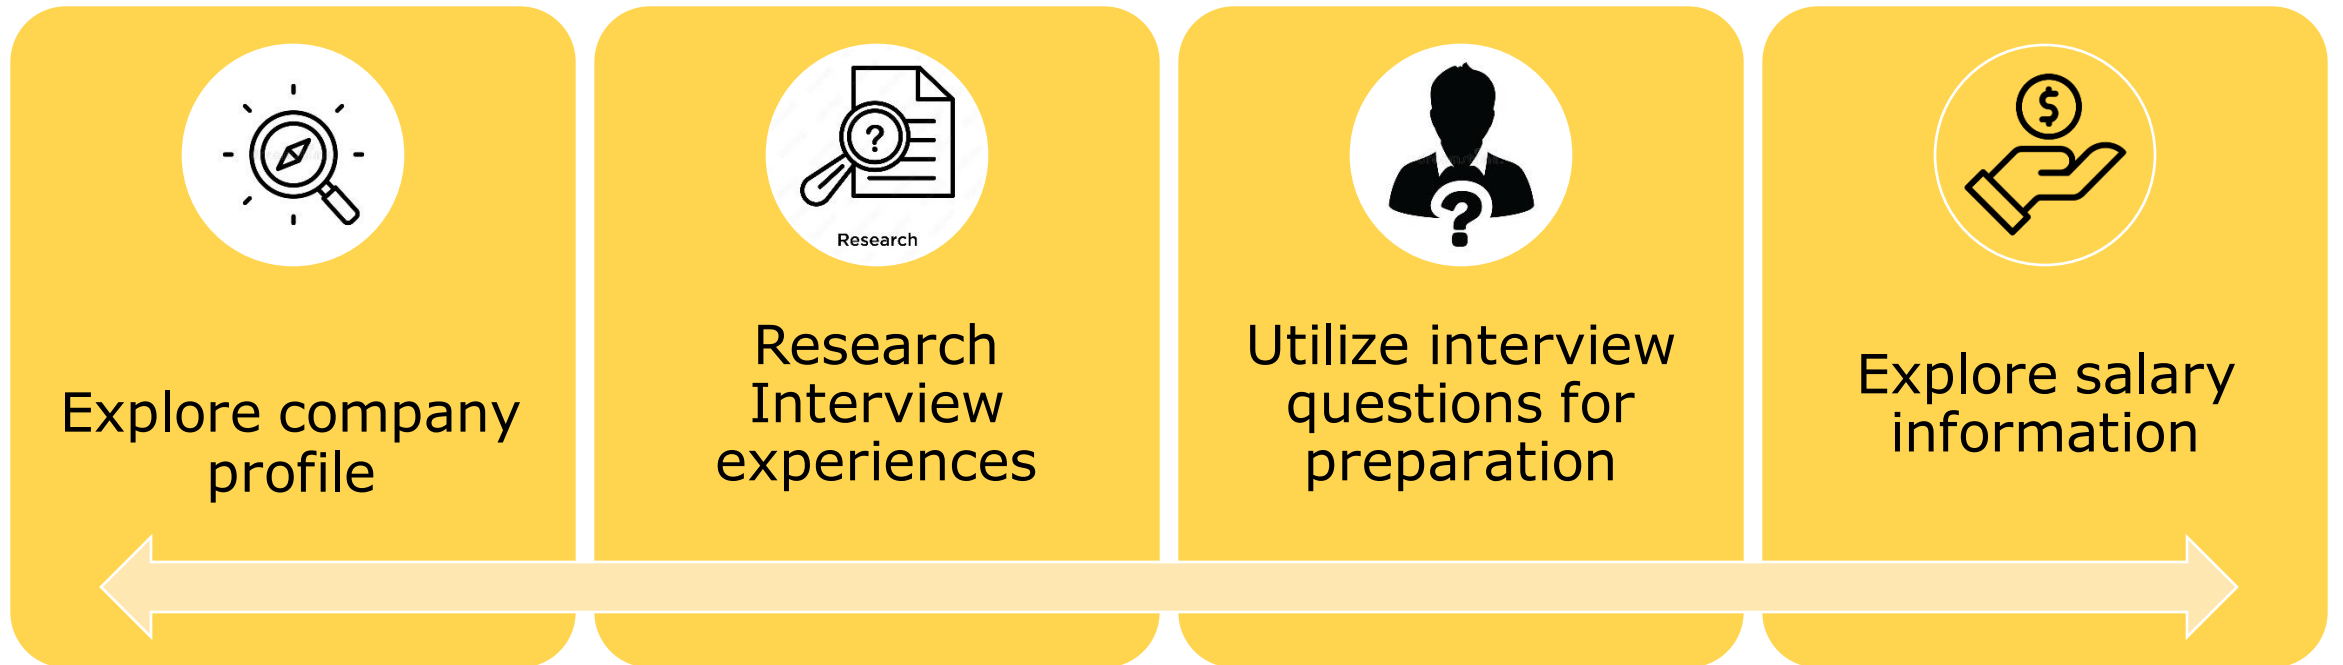 Explore company
profile
Research
Research
Interview
experiences
Utilize interview
questions for
preparation
$
Explore salary
information